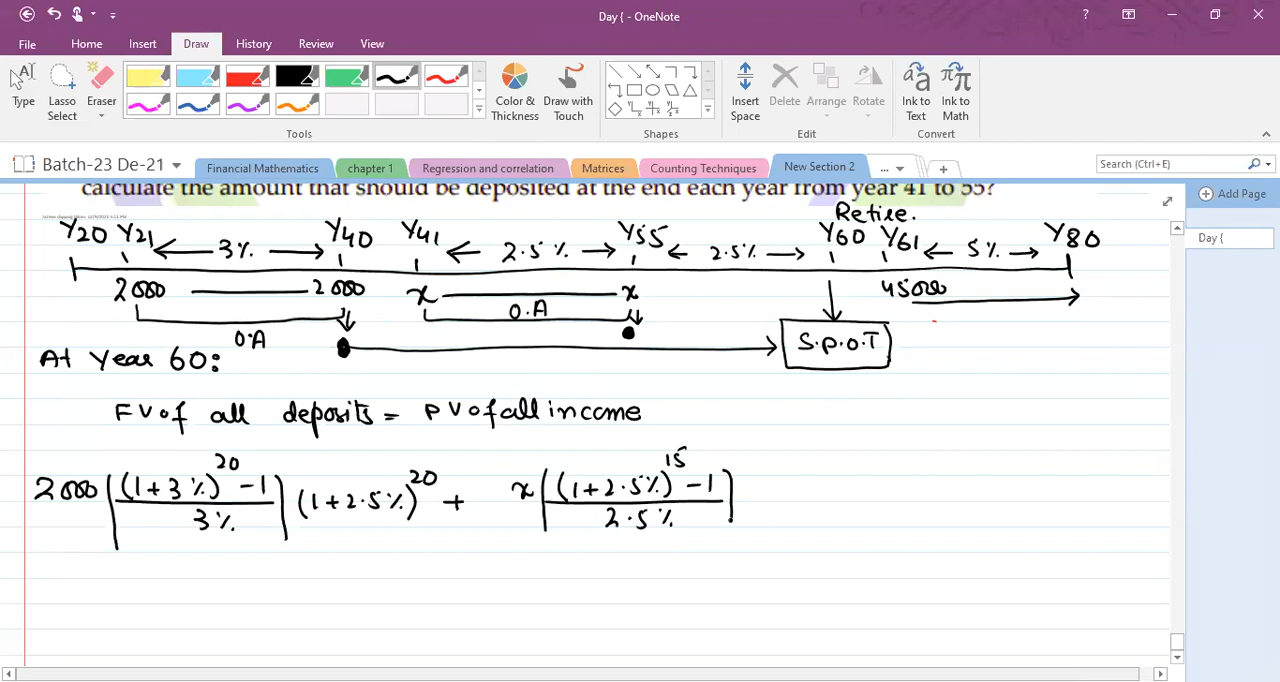 Day { - OneNote
File Home Insert Draw History Review View
Type Lasso Select Eraser Color & Thickness Draw with Touch Insert Space Delete Arrange Rotate Ink to Text Ink to Math
Tools Shapes Edit Convert
Batch-23 De-21 Financial Mathematics chapter 1 Regression and correlation Matrices Counting Techniques New Section 2 ... Search (Ctrl+E)
calculate the amount that should be deposited at the end each year from year 41 to 55?
Add Page
Day {
Retire.
Y20 Y21 3% Y40 Y41 2.5% Y55 2.5% Y60 Y61 5% Y80
2000 2000 x x 45000
O.A O.A S.P.O.T
At Year 60:
FV of all deposits = PV of all income
2000 ( (1+3%)^20 -1 / 3% ) (1+2.5%)^20 + x ( (1+2.5%)^15 -1 / 2.5% )